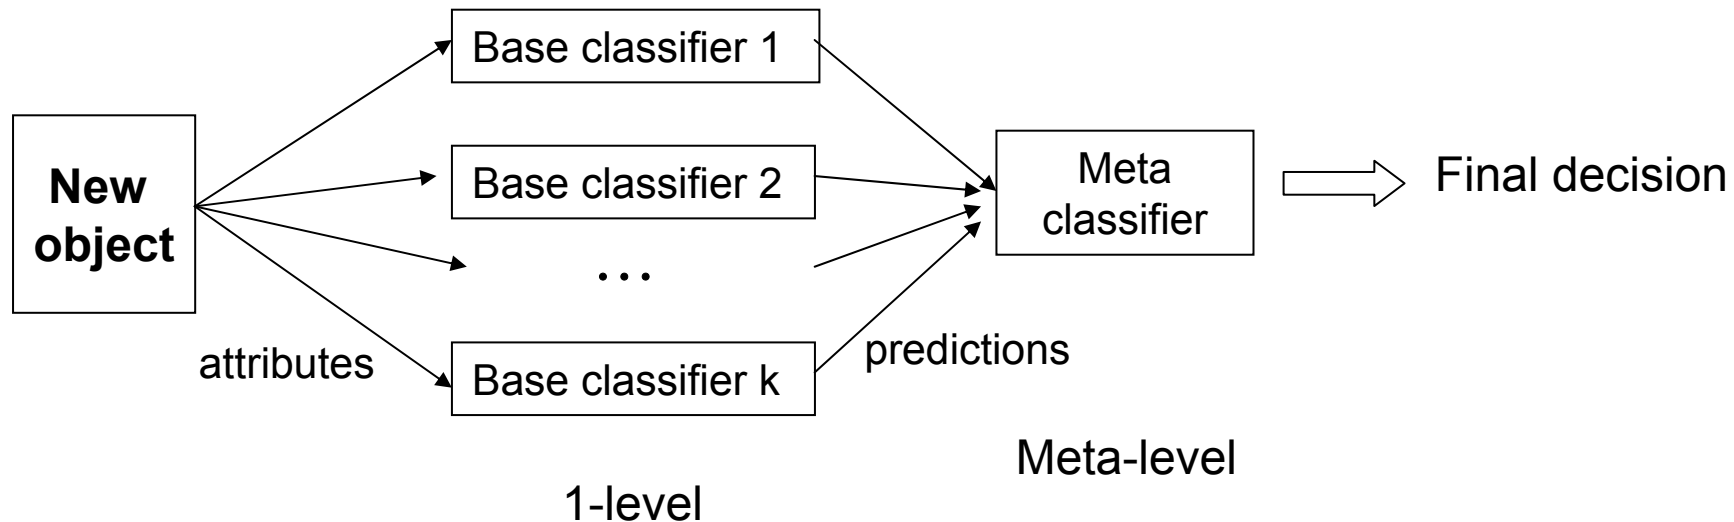 New
object
attributes
Base classifier 1
Base classifier 2
...
Base classifier k
1-level
predictions
Meta
classifier
Meta-level
Final decision